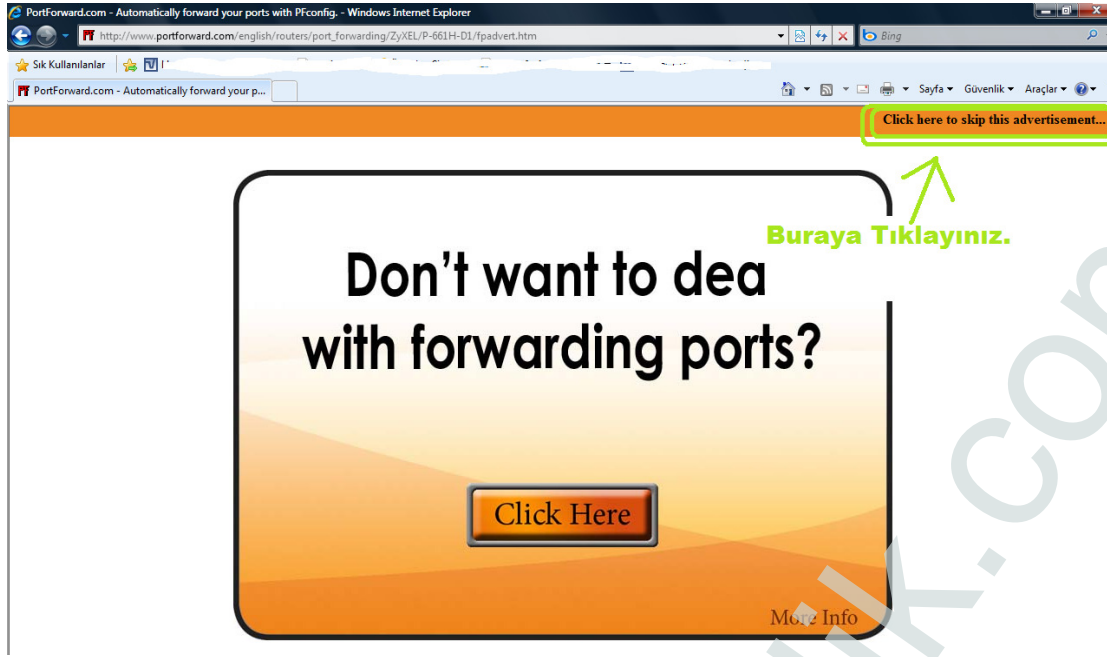 PortForward.com - Automatically forward your ports with PFconfig. - Windows Internet Explorer
http://www.portforward.com/english/routers/port_forwarding/ZyXEL/P-661H-D1/fpadvert.htm
Bing
Sık Kullanılanlar
PortForward.com - Automatically forward your p...
Sayfa Güvenlik Araçlar
Click here to skip this advertisement...
Buraya Tıklayınız.
Don't want to dea
with forwarding ports?
Click Here
More Info